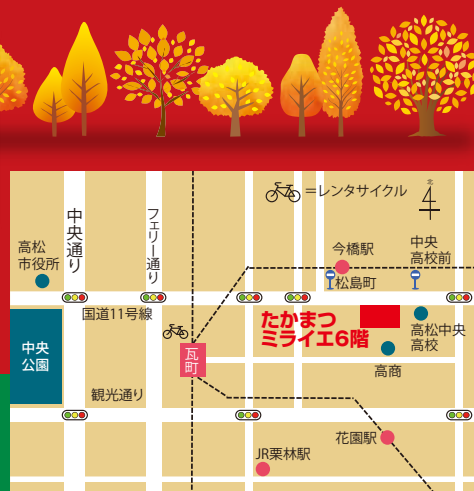 =レンタサイクル
北
中央通り
フェリー通り
高松
市役所
今橋駅
中央
高校前
松島町
国道11号線
たかまつ
ミライエ6階
高松中央
高校
中央
公園
瓦町
高商
観光通り
花園駅
JR栗林駅